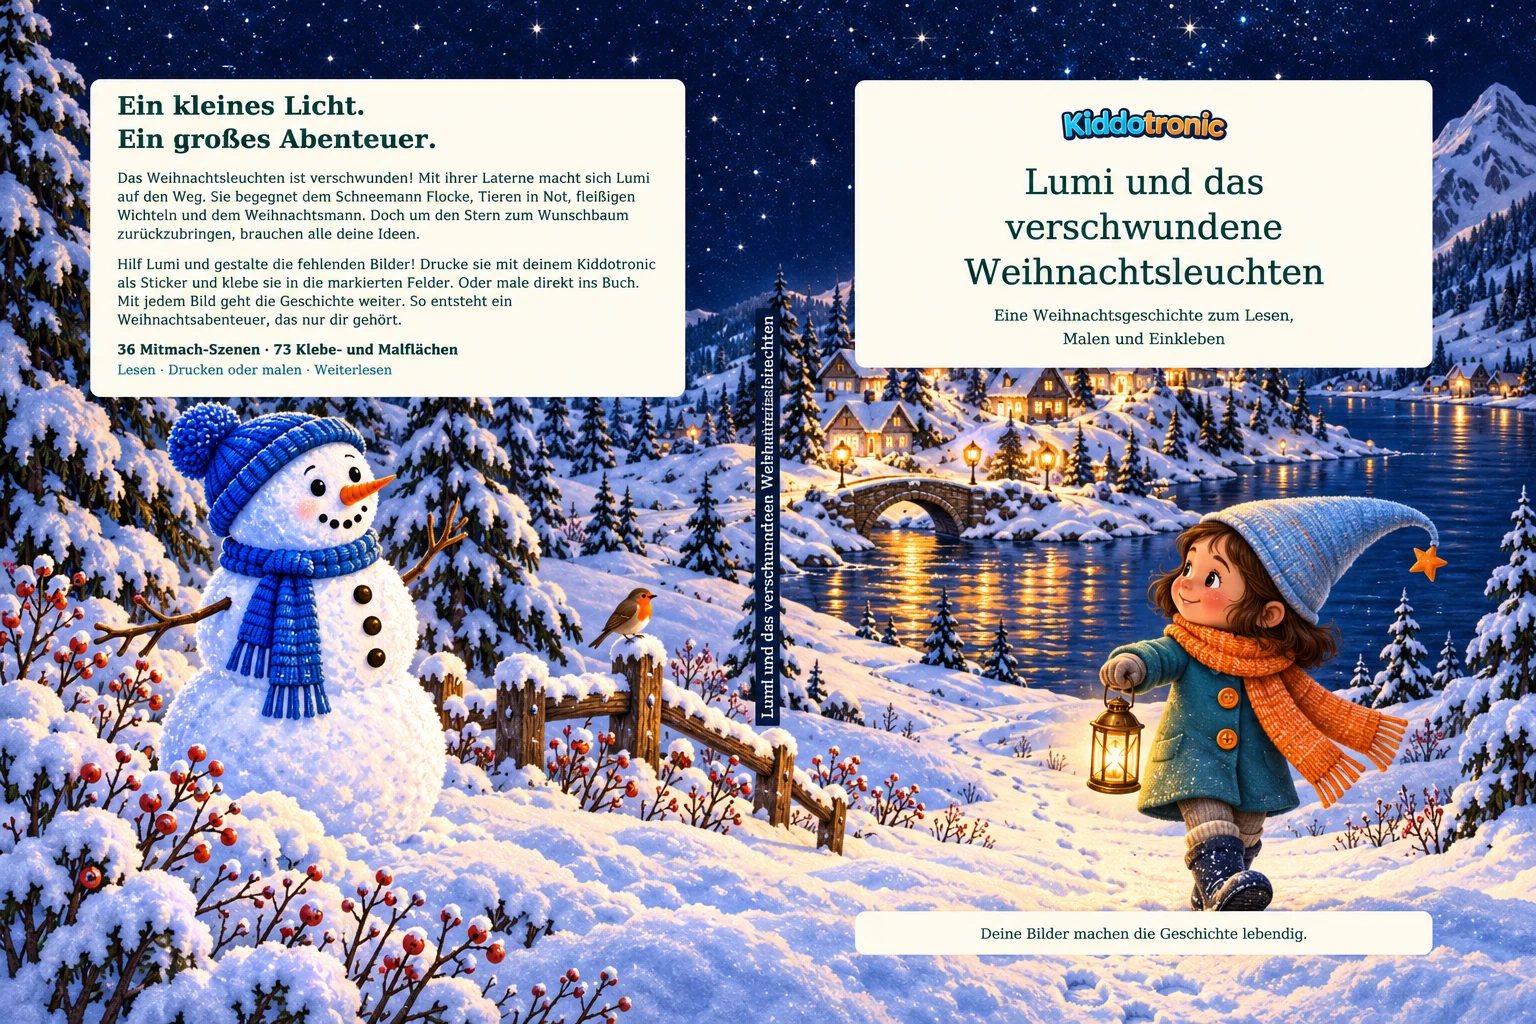 Ein kleines Licht.
Ein großes Abenteuer.
Das Weihnachtsleuchten ist verschwunden! Mit ihrer Laterne macht sich Lumi
auf den Weg. Sie begegnet dem Schneemann Flocke, Tieren in Not, fleißigen
Wichteln und dem Weihnachtsmann. Doch um den Stern zum Wunschbaum
zurückzubringen, brauchen alle deine Ideen.
Hilf Lumi und gestalte die fehlenden Bilder! Drucke sie mit deinem Kiddotronic
als Sticker und klebe sie in die markierten Felder. Oder male direkt ins Buch.
Mit jedem Bild geht die Geschichte weiter. So entsteht ein
Weihnachtsabenteuer, das nur dir gehört.
36 Mitmach-Szenen · 73 Klebe- und Malflächen
Lesen · Drucken oder malen · Weiterlesen
Lumi und das
Kiddotronic
Lumi und das
verschwundene
Weihnachtsleuchten
Eine Weihnachtsgeschichte zum Lesen,
Malen und Einkleben
Deine Bilder machen die Geschichte lebendig.